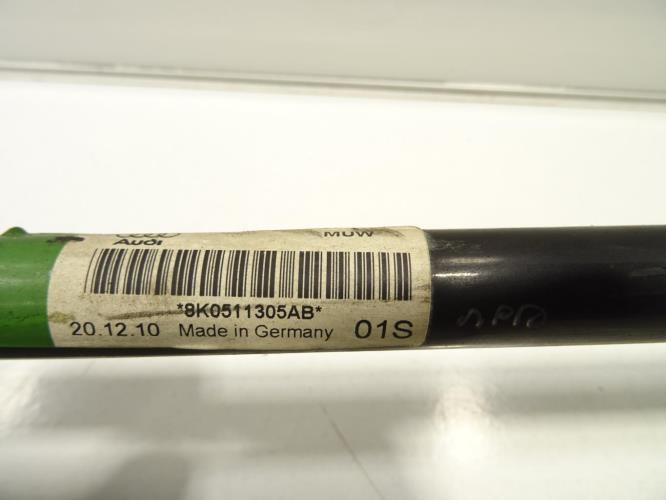 Audi MUW
*8K0511305AB*
20.12.10 Made in Germany 01S